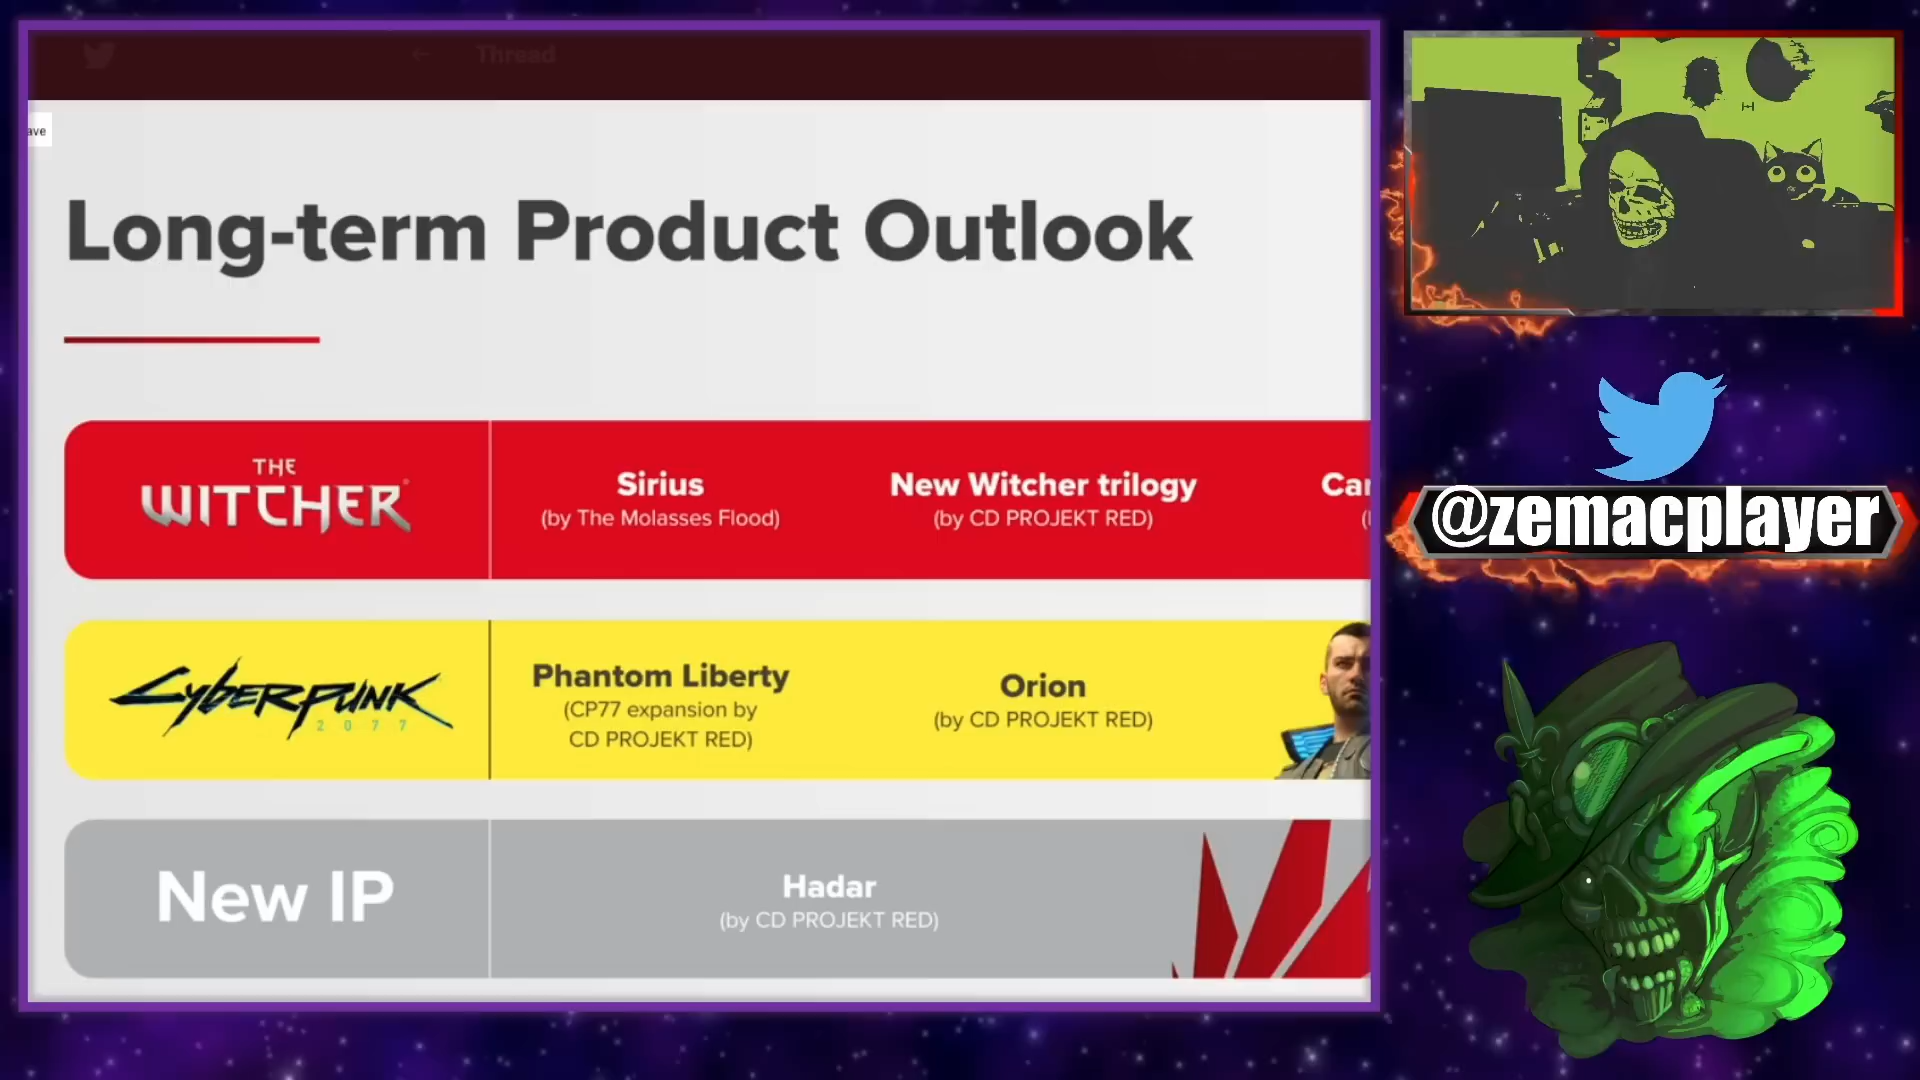 Thread
ave
Long-term Product Outlook
THE
WITCHER
Sirius
(by The Molasses Flood)
New Witcher trilogy
(by CD PROJEKT RED)
Car
CYBERPUNK
2077
Phantom Liberty
(CP77 expansion by
CD PROJEKT RED)
Orion
(by CD PROJEKT RED)
New IP
Hadar
(by CD PROJEKT RED)
@zemacplayer